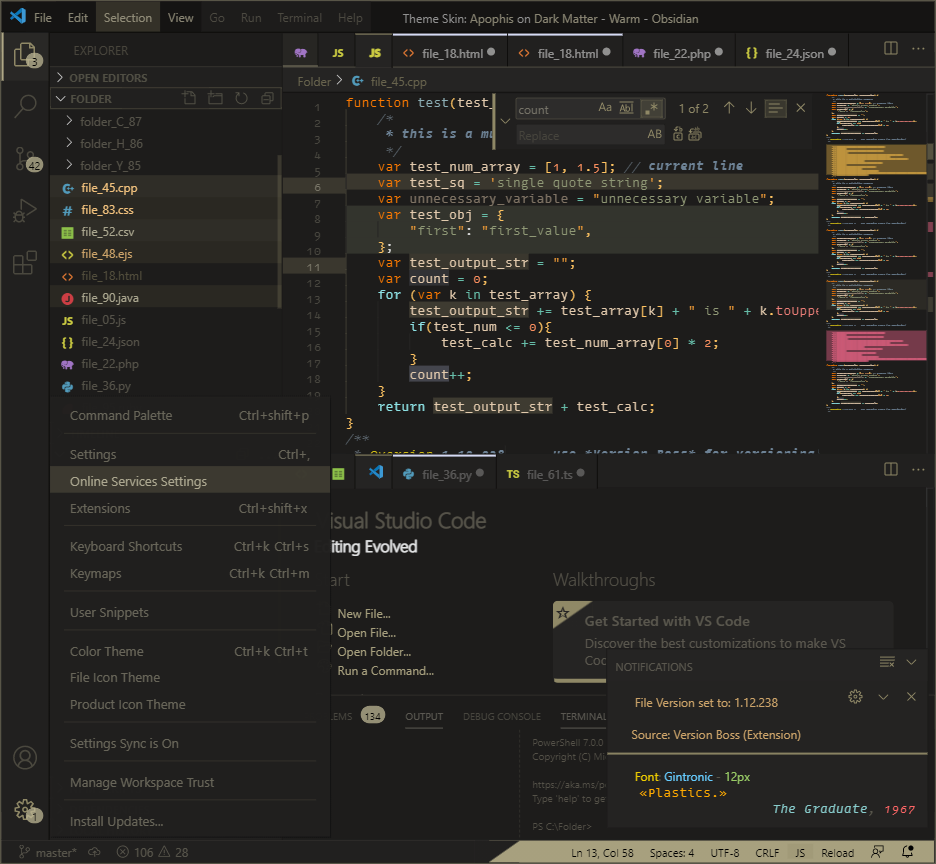 File Edit Selection View Go Run Terminal Help Theme Skin: Apophis on Dark Matter - Warm - Obsidian
3
42
1
EXPLORER
OPEN EDITORS
FOLDER
folder_C_87
folder_H_86
folder_Y_85
file_45.cpp
file_83.css
file_52.csv
file_48.ejs
file_18.html
file_90.java
file_05.js
file_24.json
file_22.php
file_36.py
JS JS file_18.html file_18.html file_22.php file_24.json
Folder > file_45.cpp
count Aa Ab 1 of 2
Replace AB
1 function test(test_
2 /*
3 * this is a mu
4 */
5 var test_num_array = [1, 1.5]; // current line
6 var test_sq = 'single quote string';
7 var unnecessary_variable = "unnecessary variable";
8 var test_obj = {
9 "first": "first_value",
10 };
11 var test_output_str = "";
12 var count = 0;
13 for (var k in test_array) {
14 test_output_str += test_array[k] + " is " + k.toUppe
15 if(test_num <= 0){
16 test_calc += test_num_array[0] * 2;
17 }
18 count++;
19 }
return test_output_str + test_calc;
}
/**
Command Palette Ctrl+shift+p
Settings Ctrl+,
Online Services Settings
Extensions Ctrl+shift+x
Keyboard Shortcuts Ctrl+k Ctrl+s
Keymaps Ctrl+k Ctrl+m
User Snippets
Color Theme Ctrl+k Ctrl+t
File Icon Theme
Product Icon Theme
Settings Sync is On
Manage Workspace Trust
Install Updates...
file_36.py TS file_61.ts
isual Studio Code
iting Evolved
art
New File...
Open File...
Open Folder...
Run a Command...
Walkthroughs
Get Started with VS Code
Discover the best customizations to make VS
Cod
LEMS 134 OUTPUT DEBUG CONSOLE TERMINAL
PowerShell 7.0.0
Copyright (C) Mi
https://aka.ms/p
Type 'help' to ge
PS C:\Folder>
NOTIFICATIONS
File Version set to: 1.12.238
Source: Version Boss (Extension)
Font: Gintronic - 12px
«Plastics.»
The Graduate, 1967
master* 106 28 Ln 13, Col 58 Spaces: 4 UTF-8 CRLF JS Reload